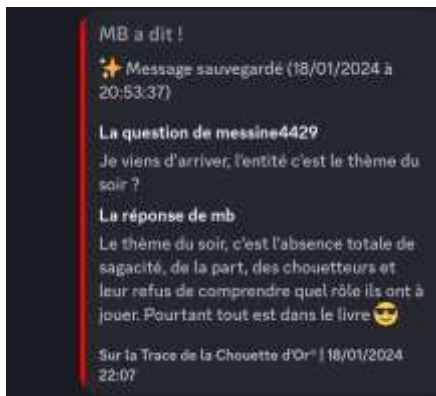 MB a dit !
✨ Message sauvegardé (18/01/2024 à
20:53:37)
La question de messine4429
Je viens d'arriver, l'entité c'est le thème du
soir ?
La réponse de mb
Le thème du soir, c'est l'absence totale de
sagacité, de la part, des chouetteurs et
leur refus de comprendre quel rôle ils ont à
jouer. Pourtant tout est dans le livre 😎
Sur la Trace de la Chouette d'Or® | 18/01/2024
22:07